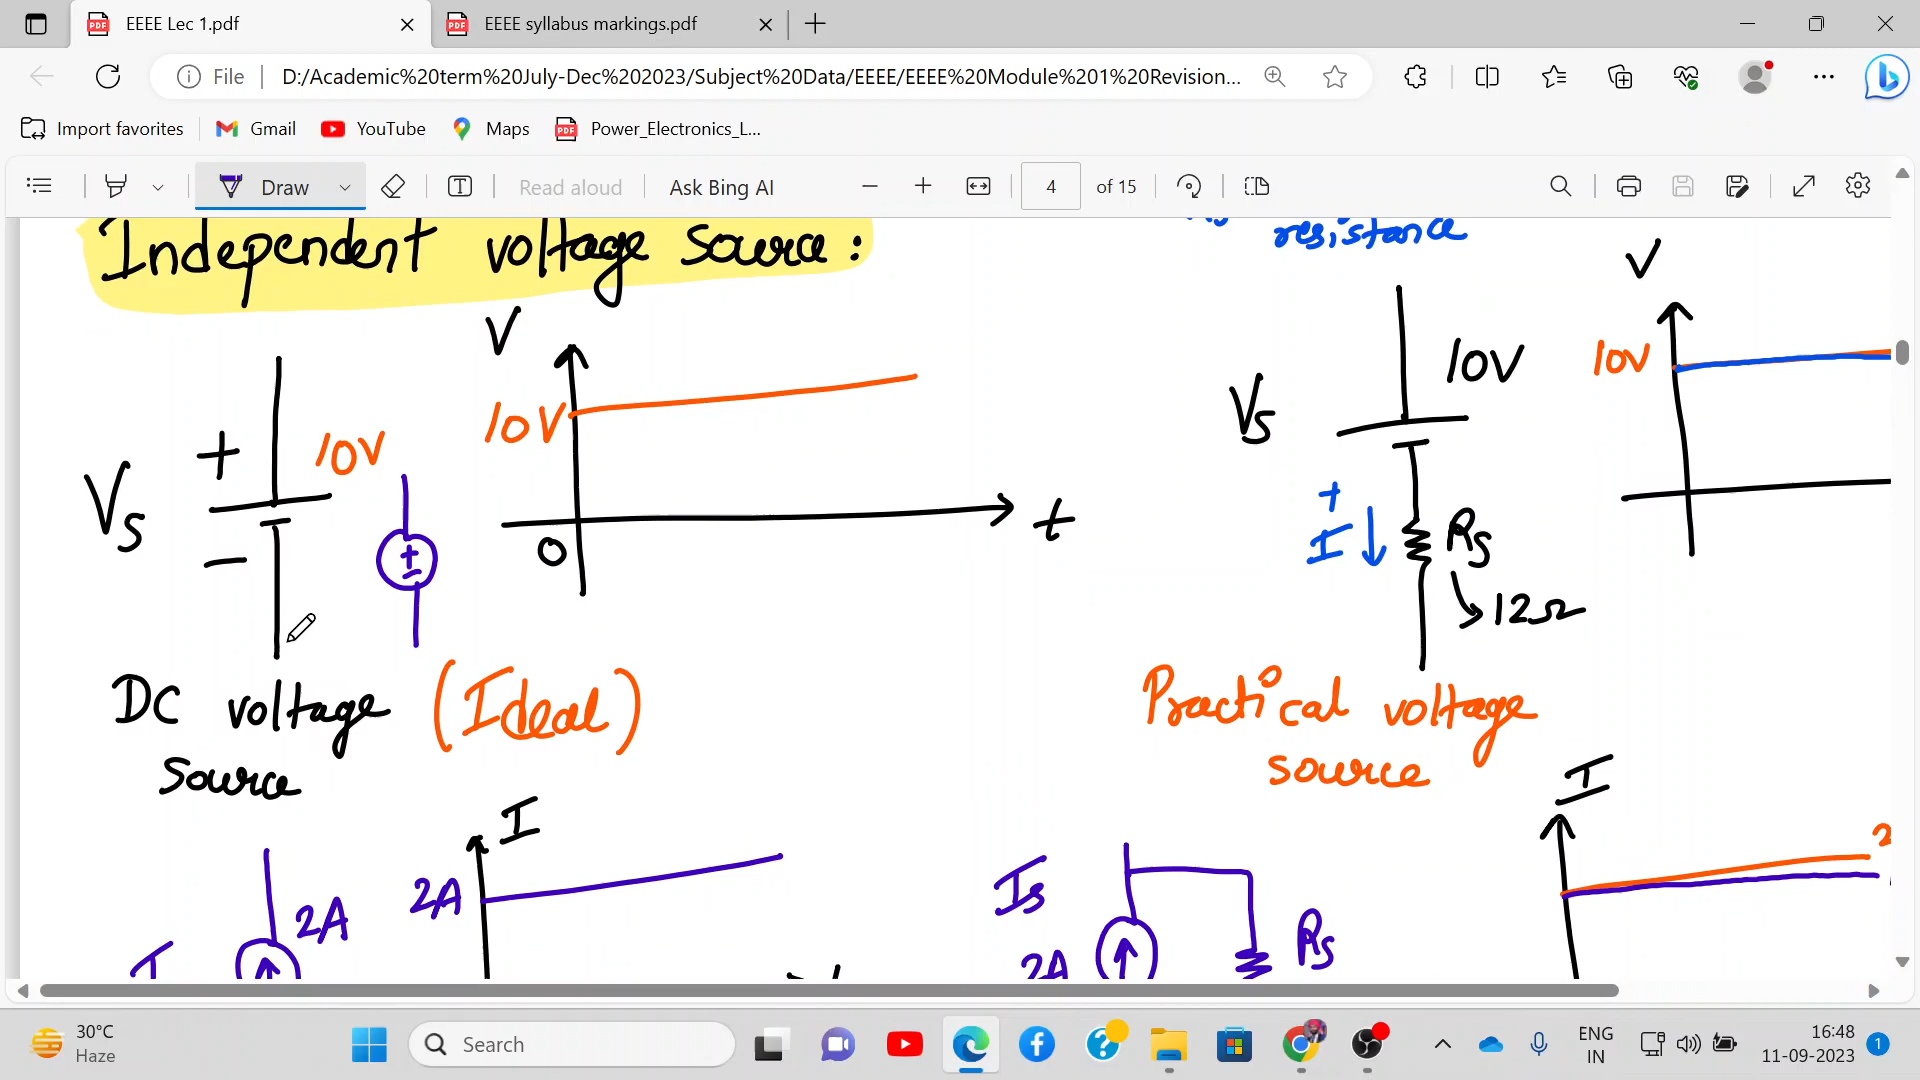 EEEE Lec 1.pdf
EEEE syllabus markings.pdf
File
D:/Academic%20term%20July-Dec%202023/Subject%20Data/EEEE/EEEE%20Module%201%20Revision...
Import favorites
Gmail
YouTube
Maps
Power_Electronics_L...
Draw
Read aloud
Ask Bing AI
4
of 15
Independent voltage source:
resistance
V
10V
t
0
Vs
+
10V
−
+
−
DC voltage (Ideal)
source
V
10V
Vs
10V
+
I
Rs
12Ω
Practical voltage
source
I
2A
2A
I
Is
2A
Rs
I
2
30°C
Haze
Search
ENG
IN
16:48
11-09-2023
1